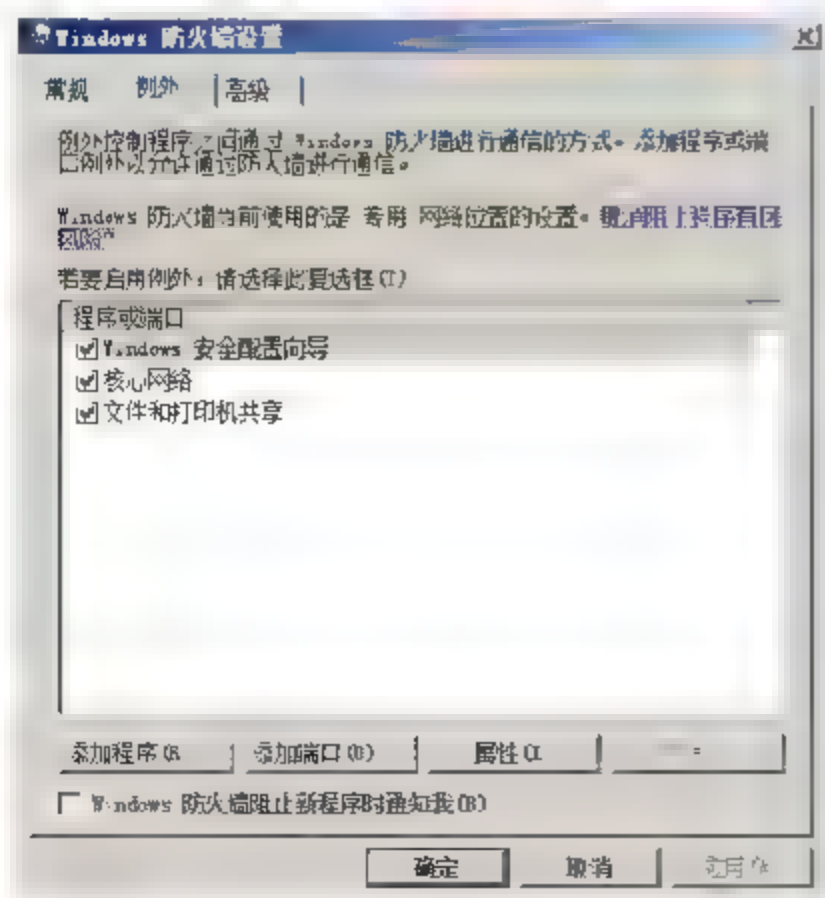 Windows 防火墙设置
常规 例外 高级
例外控制程序如何通过 Windows 防火墙进行通信的方式。添加程序或端
口例外以允许通过防火墙进行通信。
Windows 防火墙当前使用的是 专用 网络位置的设置。
若要启用例外，请选择此复选框(T)
程序或端口
Windows 安全配置向导
核心网络
文件和打印机共享
添加程序(R 添加端口(O) 属性(I
Windows 防火墙阻止新程序时通知我(B)
确定 取消 应用(A